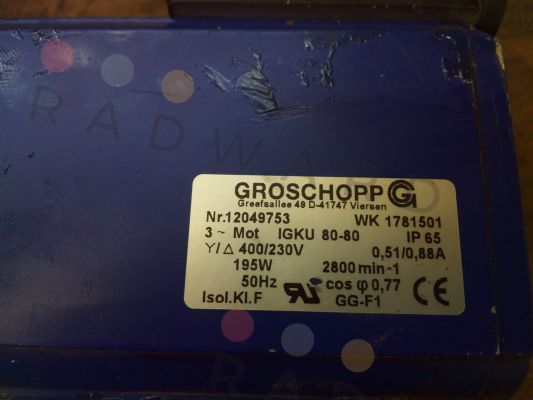 RADWARD
GROSCHOPP G
Greefsallee 49 D-41747 Viersen
Nr.12049753 WK 1781501
3 ~ Mot IGKU 80-80 IP 65
Y/△ 400/230V 0,51/0,88A
195W 2800 min-1
50Hz cos φ 0,77
Isol.Kl.F GG-F1 CE